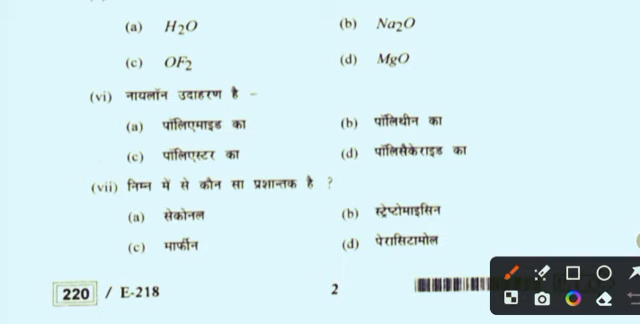 (a) H₂O (b) Na₂O
(c) OF₂ (d) MgO
(vi) नायलॉन उदाहरण है –
(a) पॉलिएमाइड का (b) पॉलिथीन का
(c) पॉलिएस्टर का (d) पॉलिसैकेराइड का
(vii) निम्न में से कौन सा प्रशान्तक है ?
(a) सेकोनल (b) स्ट्रेप्टोमाइसिन
(c) मार्फीन (d) पेरासिटामोल
220 / E-218 2